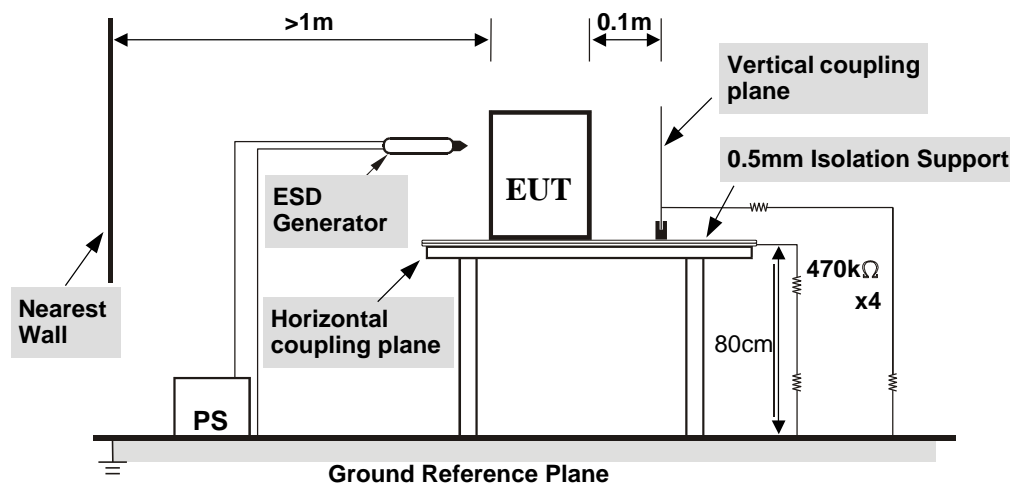 >1m
0.1m
Vertical coupling
plane
0.5mm Isolation Support
ESD
Generator
EUT
Nearest
Wall
Horizontal
coupling plane
470kΩ
x4
80cm
PS
Ground Reference Plane